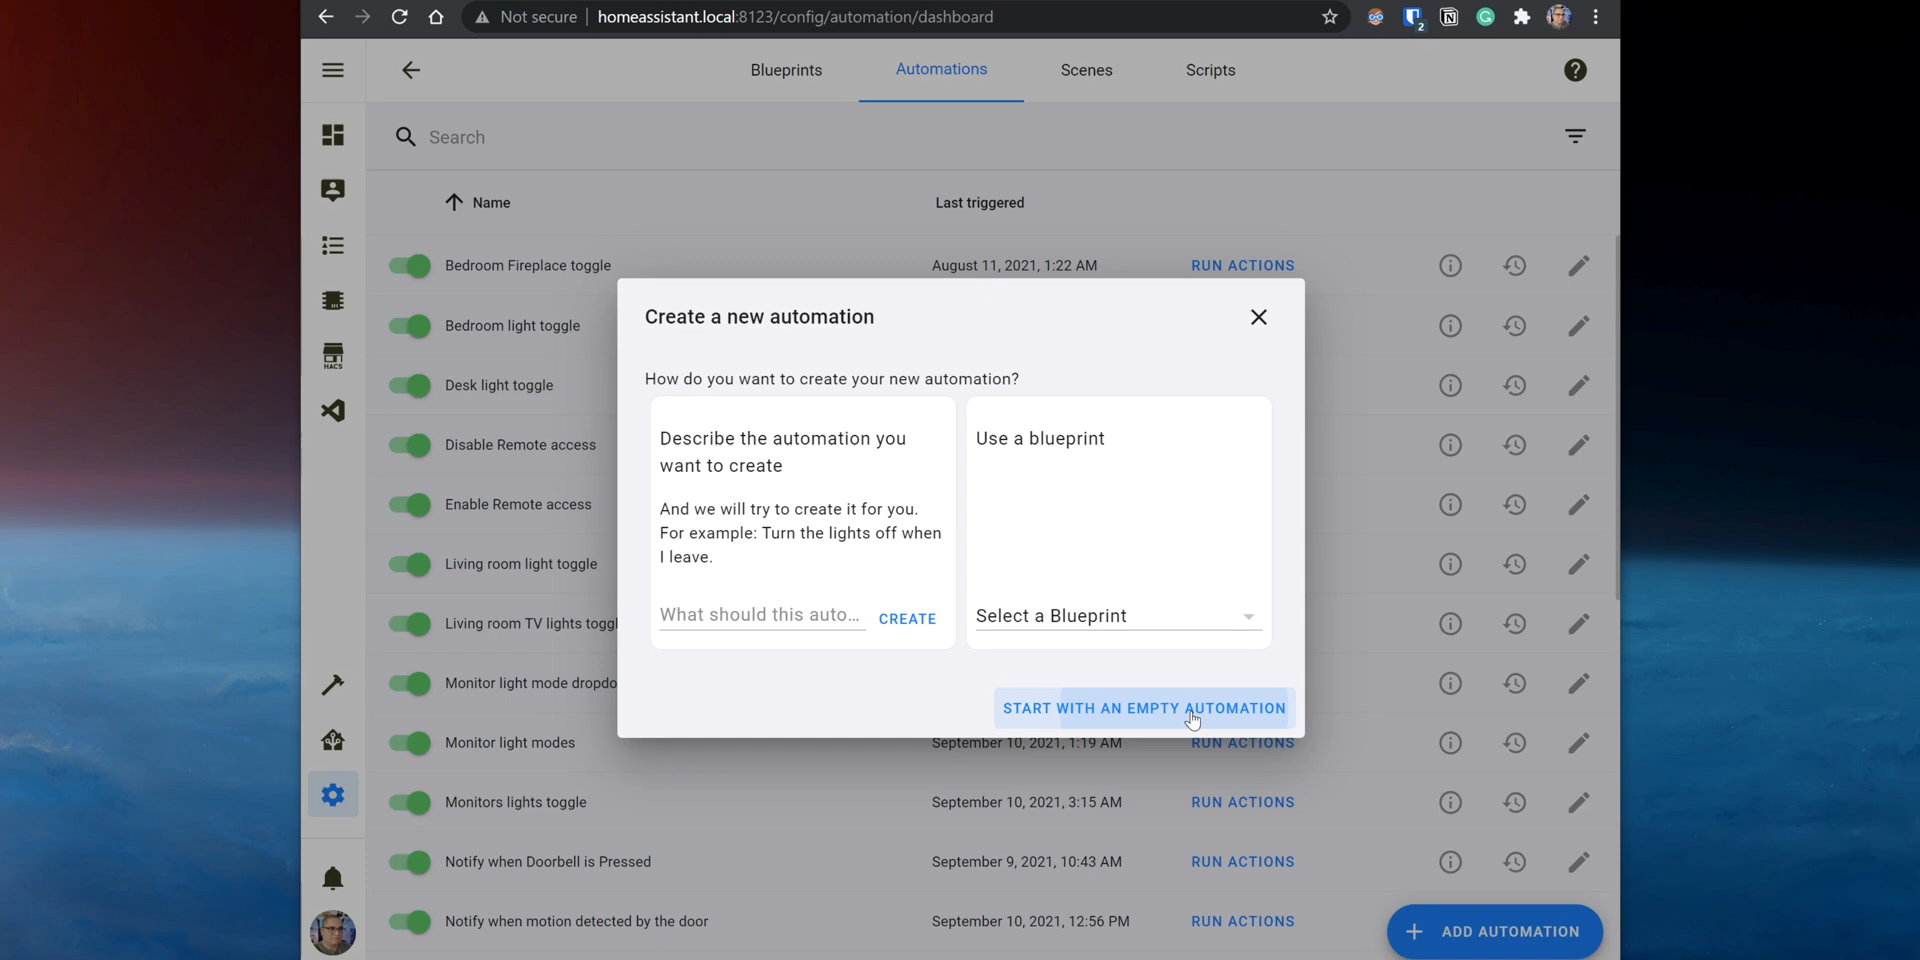 Not secure
homeassistant.local:8123/config/automation/dashboard
2
Blueprints
Automations
Scenes
Scripts
Search
Name
Last triggered
Bedroom Fireplace toggle
August 11, 2021, 1:22 AM
RUN ACTIONS
Bedroom light toggle
Desk light toggle
HACS
Disable Remote access
Enable Remote access
Living room light toggle
Living room TV lights toggl
Monitor light mode dropdo
Create a new automation
How do you want to create your new automation?
Describe the automation you
want to create
And we will try to create it for you.
For example: Turn the lights off when
I leave.
What should this auto...
CREATE
Use a blueprint
Select a Blueprint
START WITH AN EMPTY AUTOMATION
Monitor light modes
September 10, 2021, 1:19 AM
RUN ACTIONS
Monitors lights toggle
September 10, 2021, 3:15 AM
RUN ACTIONS
Notify when Doorbell is Pressed
September 9, 2021, 10:43 AM
RUN ACTIONS
Notify when motion detected by the door
September 10, 2021, 12:56 PM
RUN ACTIONS
ADD AUTOMATION